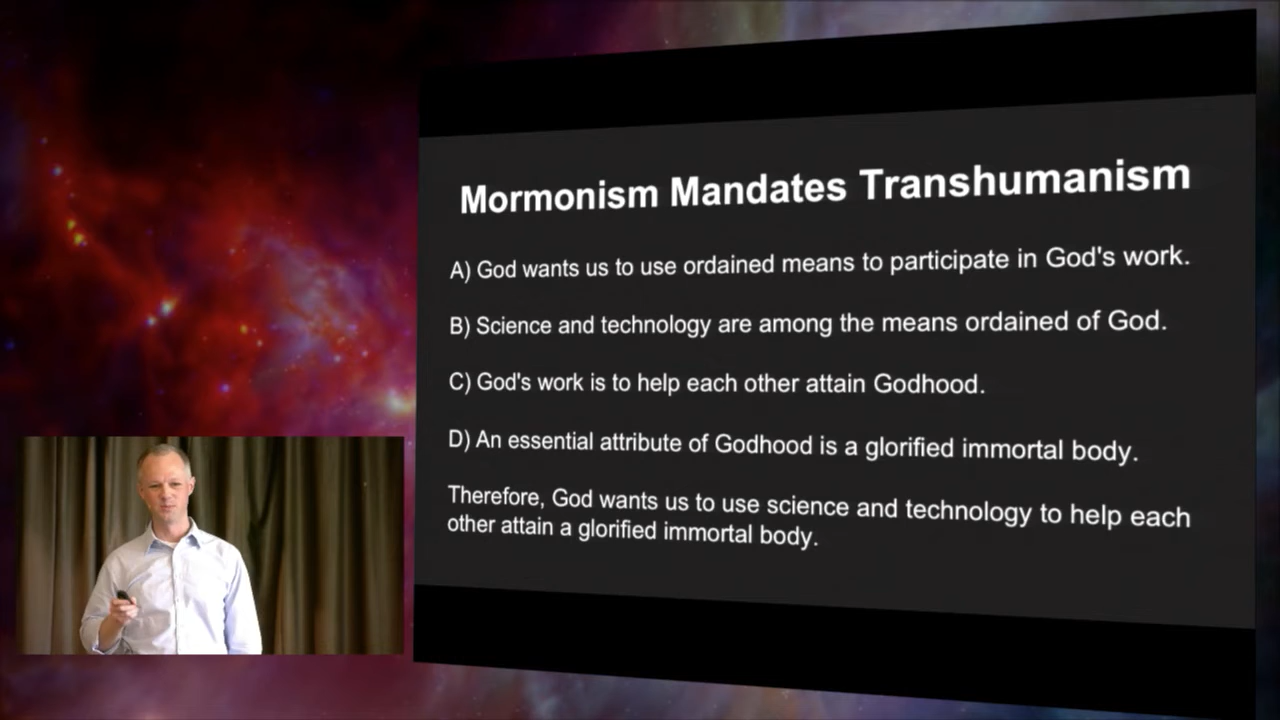 Mormonism Mandates Transhumanism
A) God wants us to use ordained means to participate in God's work.
B) Science and technology are among the means ordained of God.
C) God's work is to help each other attain Godhood.
D) An essential attribute of Godhood is a glorified immortal body.
Therefore, God wants us to use science and technology to help each
other attain a glorified immortal body.